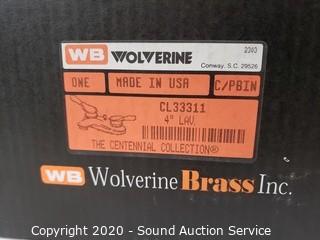 WB WOLVERINE
2303
Conway, S.C. 29526
ONE MADE IN USA C/PBIN
CL33311
4" LAV.
THE CENTENNIAL COLLECTION®
WB Wolverine Brass Inc.
Copyright 2020 - Sound Auction Service